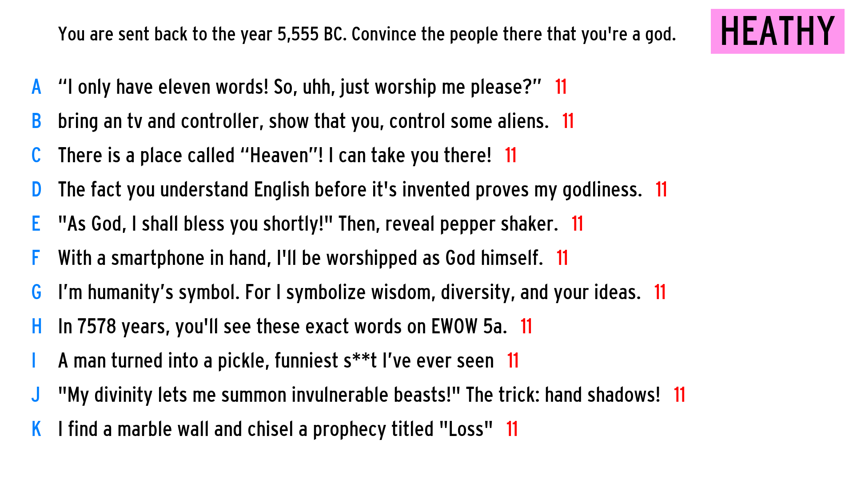 You are sent back to the year 5,555 BC. Convince the people there that you're a god.
HEATHY
A “I only have eleven words! So, uhh, just worship me please?” 11
B bring an tv and controller, show that you, control some aliens. 11
C There is a place called “Heaven”! I can take you there! 11
D The fact you understand English before it's invented proves my godliness. 11
E "As God, I shall bless you shortly!" Then, reveal pepper shaker. 11
F With a smartphone in hand, I'll be worshipped as God himself. 11
G I’m humanity’s symbol. For I symbolize wisdom, diversity, and your ideas. 11
H In 7578 years, you'll see these exact words on EWOW 5a. 11
I A man turned into a pickle, funniest s**t I’ve ever seen 11
J "My divinity lets me summon invulnerable beasts!" The trick: hand shadows! 11
K I find a marble wall and chisel a prophecy titled "Loss" 11